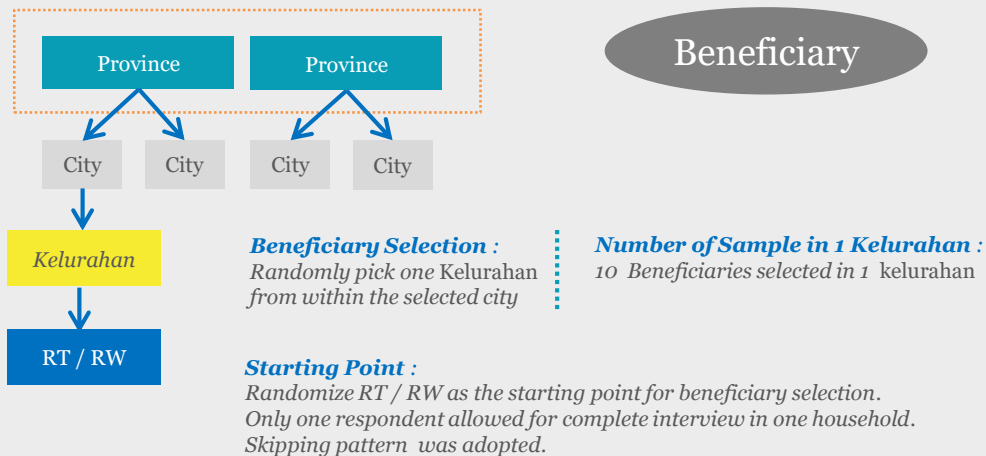 Province
Province
Beneficiary
City
City
City
City
Kelurahan
Beneficiary Selection :
Randomly pick one Kelurahan
from within the selected city
Number of Sample in 1 Kelurahan :
10 Beneficiaries selected in 1 kelurahan
RT / RW
Starting Point :
Randomize RT / RW as the starting point for beneficiary selection.
Only one respondent allowed for complete interview in one household.
Skipping pattern was adopted.